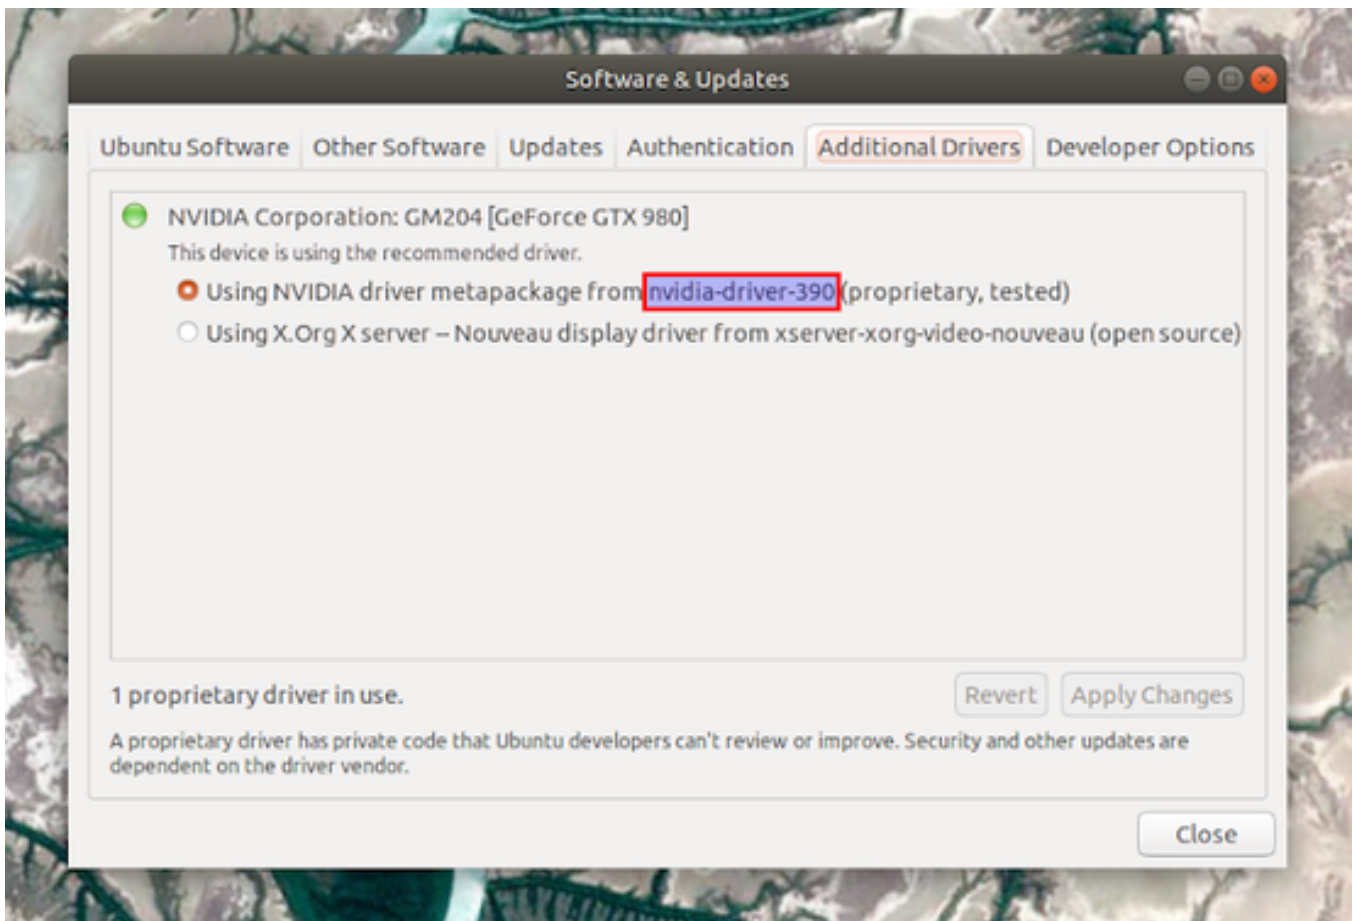 Software & Updates
Ubuntu Software Other Software Updates Authentication Additional Drivers Developer Options
NVIDIA Corporation: GM204 [GeForce GTX 980]
This device is using the recommended driver.
Using NVIDIA driver metapackage from nvidia-driver-390 (proprietary, tested)
Using X.Org X server – Nouveau display driver from xserver-xorg-video-nouveau (open source)
1 proprietary driver in use.
Revert Apply Changes
A proprietary driver has private code that Ubuntu developers can't review or improve. Security and other updates are
dependent on the driver vendor.
Close